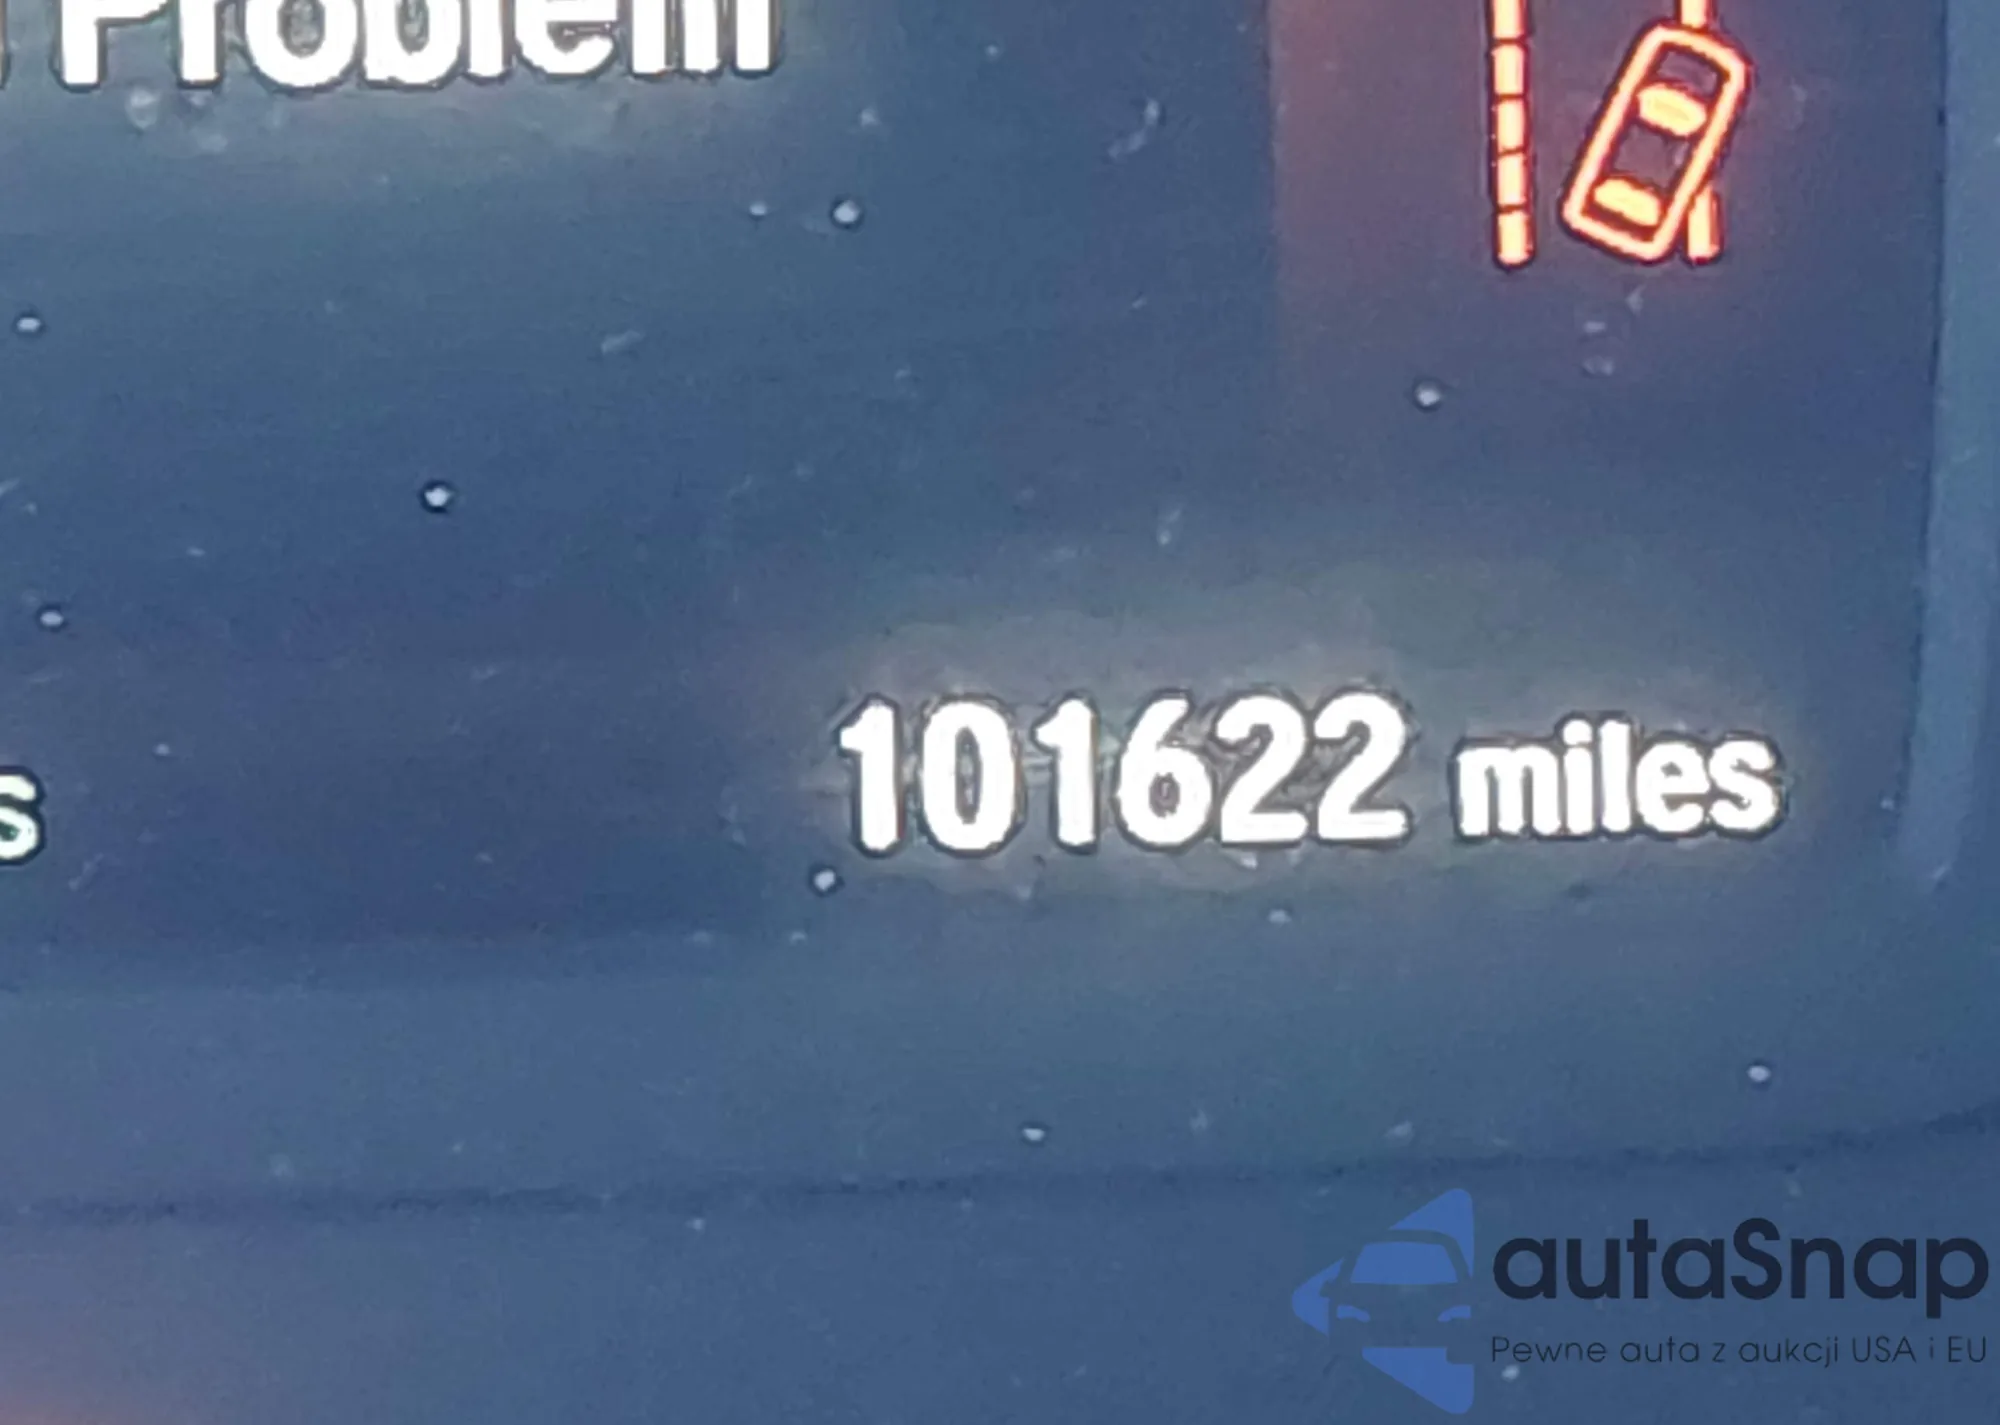 Problem
s
101622 miles
autaSnap
Pewne auta z aukcji USA i EU